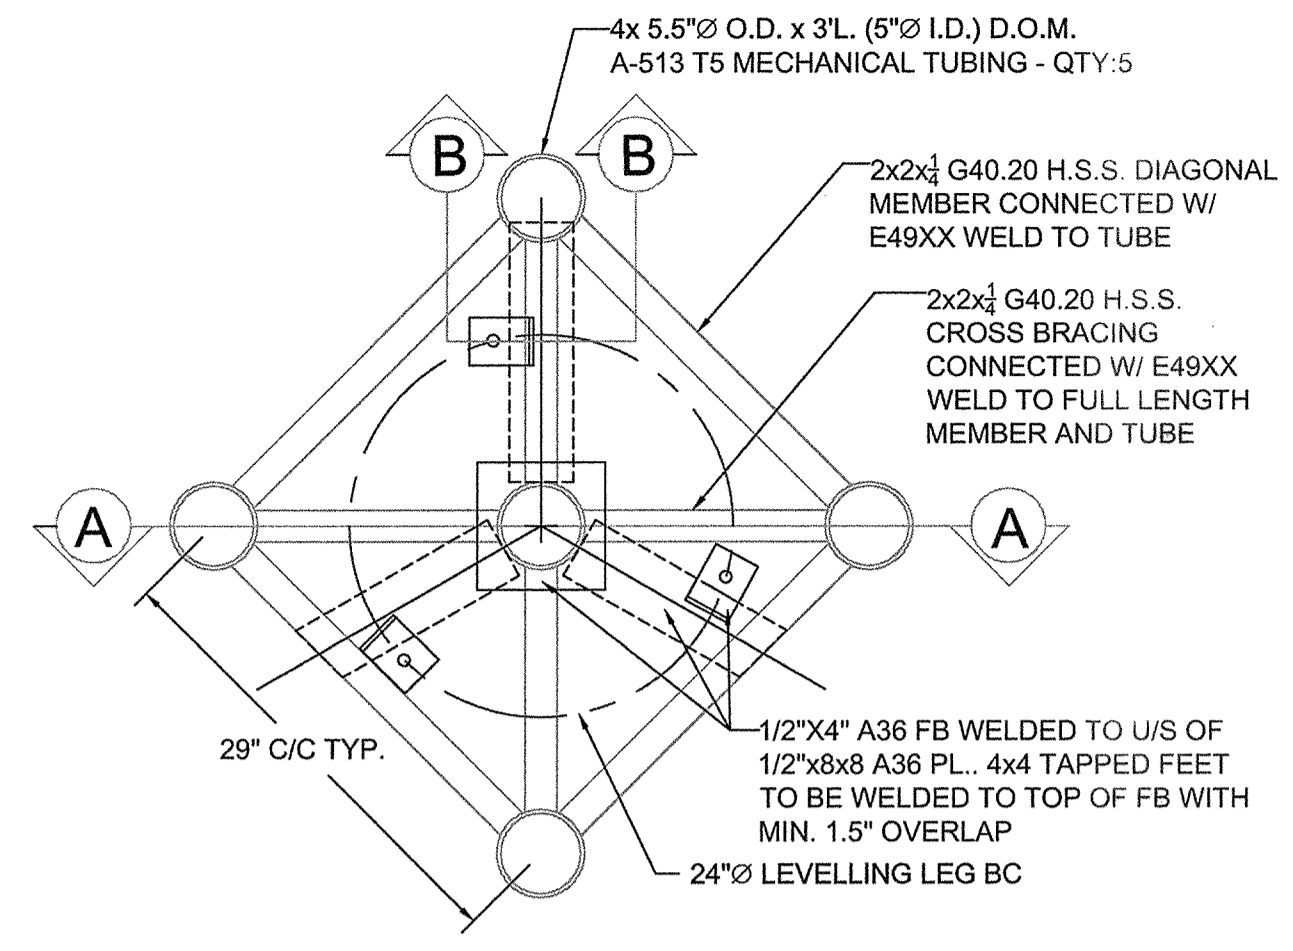 4x 5.5"Ø O.D. x 3'L. (5"Ø I.D.) D.O.M.
A-513 T5 MECHANICAL TUBING - QTY:5
B
B
2x2x¼ G40.20 H.S.S. DIAGONAL
MEMBER CONNECTED W/
E49XX WELD TO TUBE
2x2x¼ G40.20 H.S.S.
CROSS BRACING
CONNECTED W/ E49XX
WELD TO FULL LENGTH
MEMBER AND TUBE
A
A
29" C/C TYP.
1/2"X4" A36 FB WELDED TO U/S OF
1/2"x8x8 A36 PL.. 4x4 TAPPED FEET
TO BE WELDED TO TOP OF FB WITH
MIN. 1.5" OVERLAP
24"Ø LEVELLING LEG BC